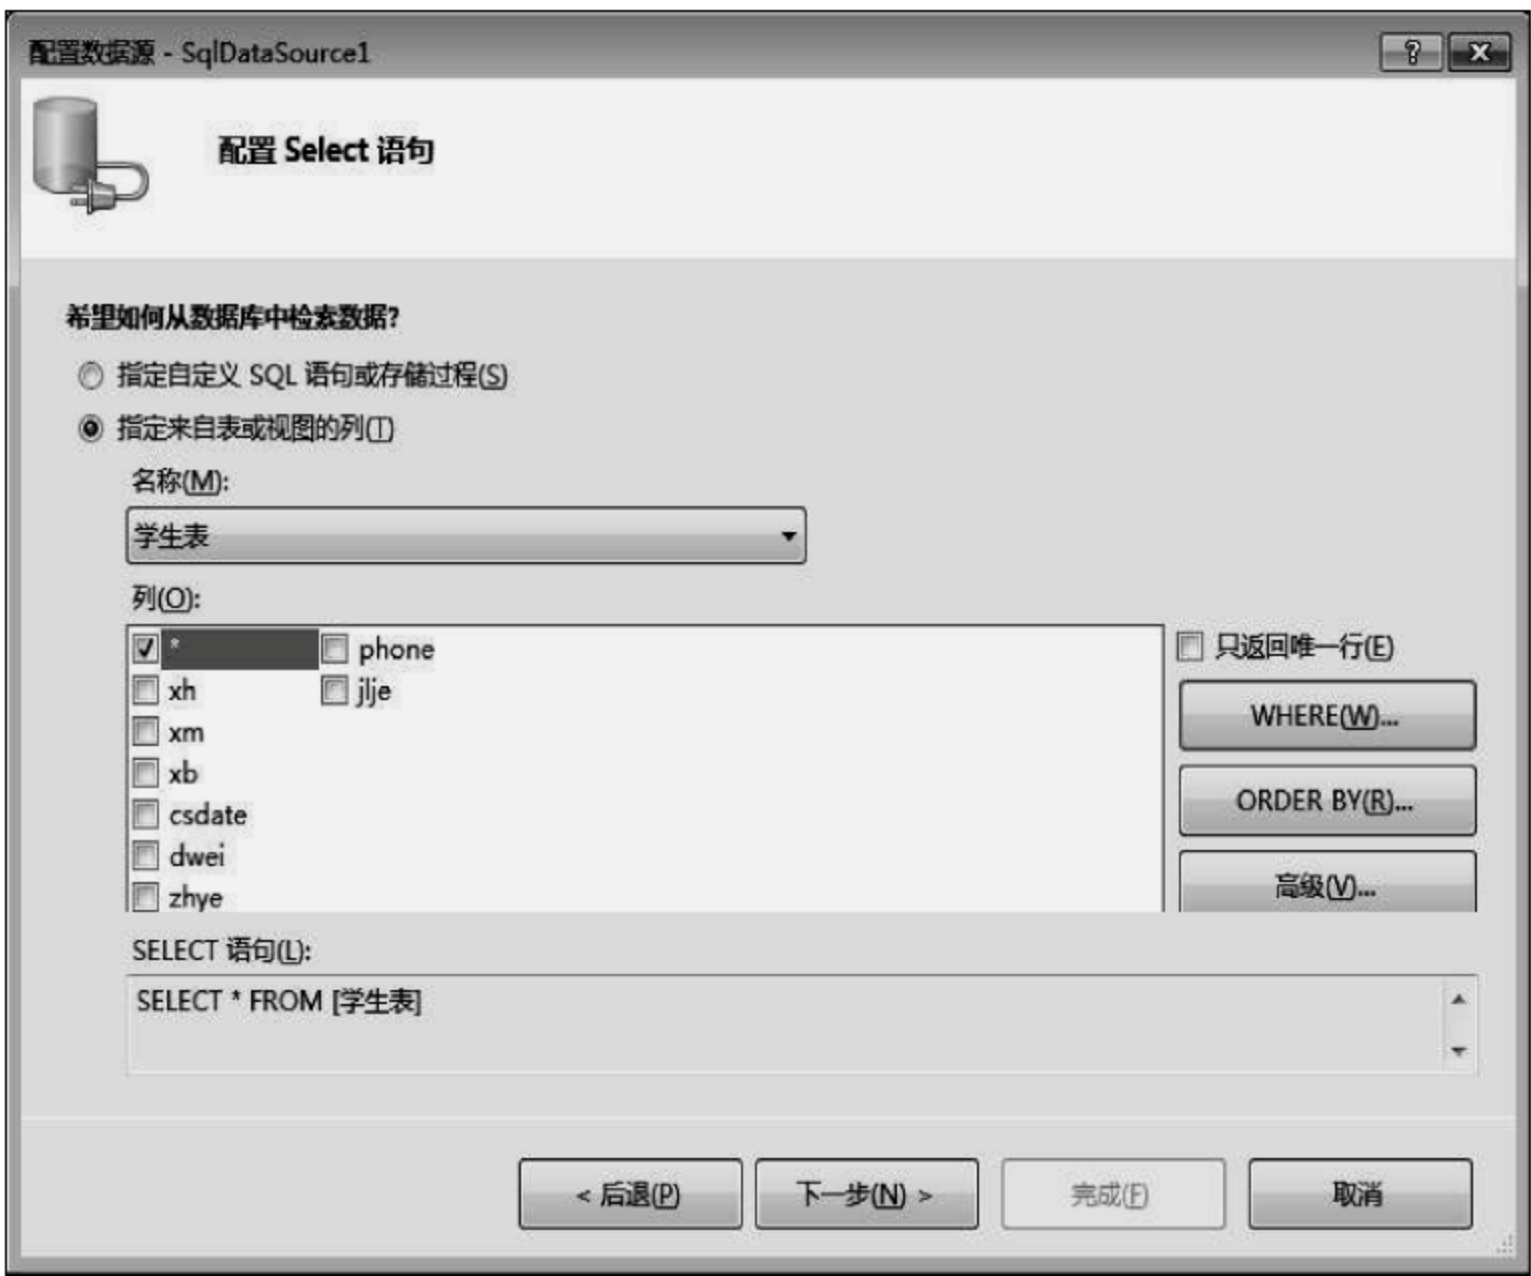 配置数据源 - SqlDataSource1
配置 Select 语句
希望如何从数据库中检索数据?
指定自定义 SQL 语句或存储过程(S)
指定来自表或视图的列(T)
名称(M):
学生表
列(O):
* phone
xh jlje
xm
xb
csdate
dwei
zhye
只返回唯一行(E)
WHERE(W)...
ORDER BY(R)...
高级(V)...
SELECT 语句(L):
SELECT * FROM [学生表]
< 后退(P) 下一步(N) > 完成(F) 取消